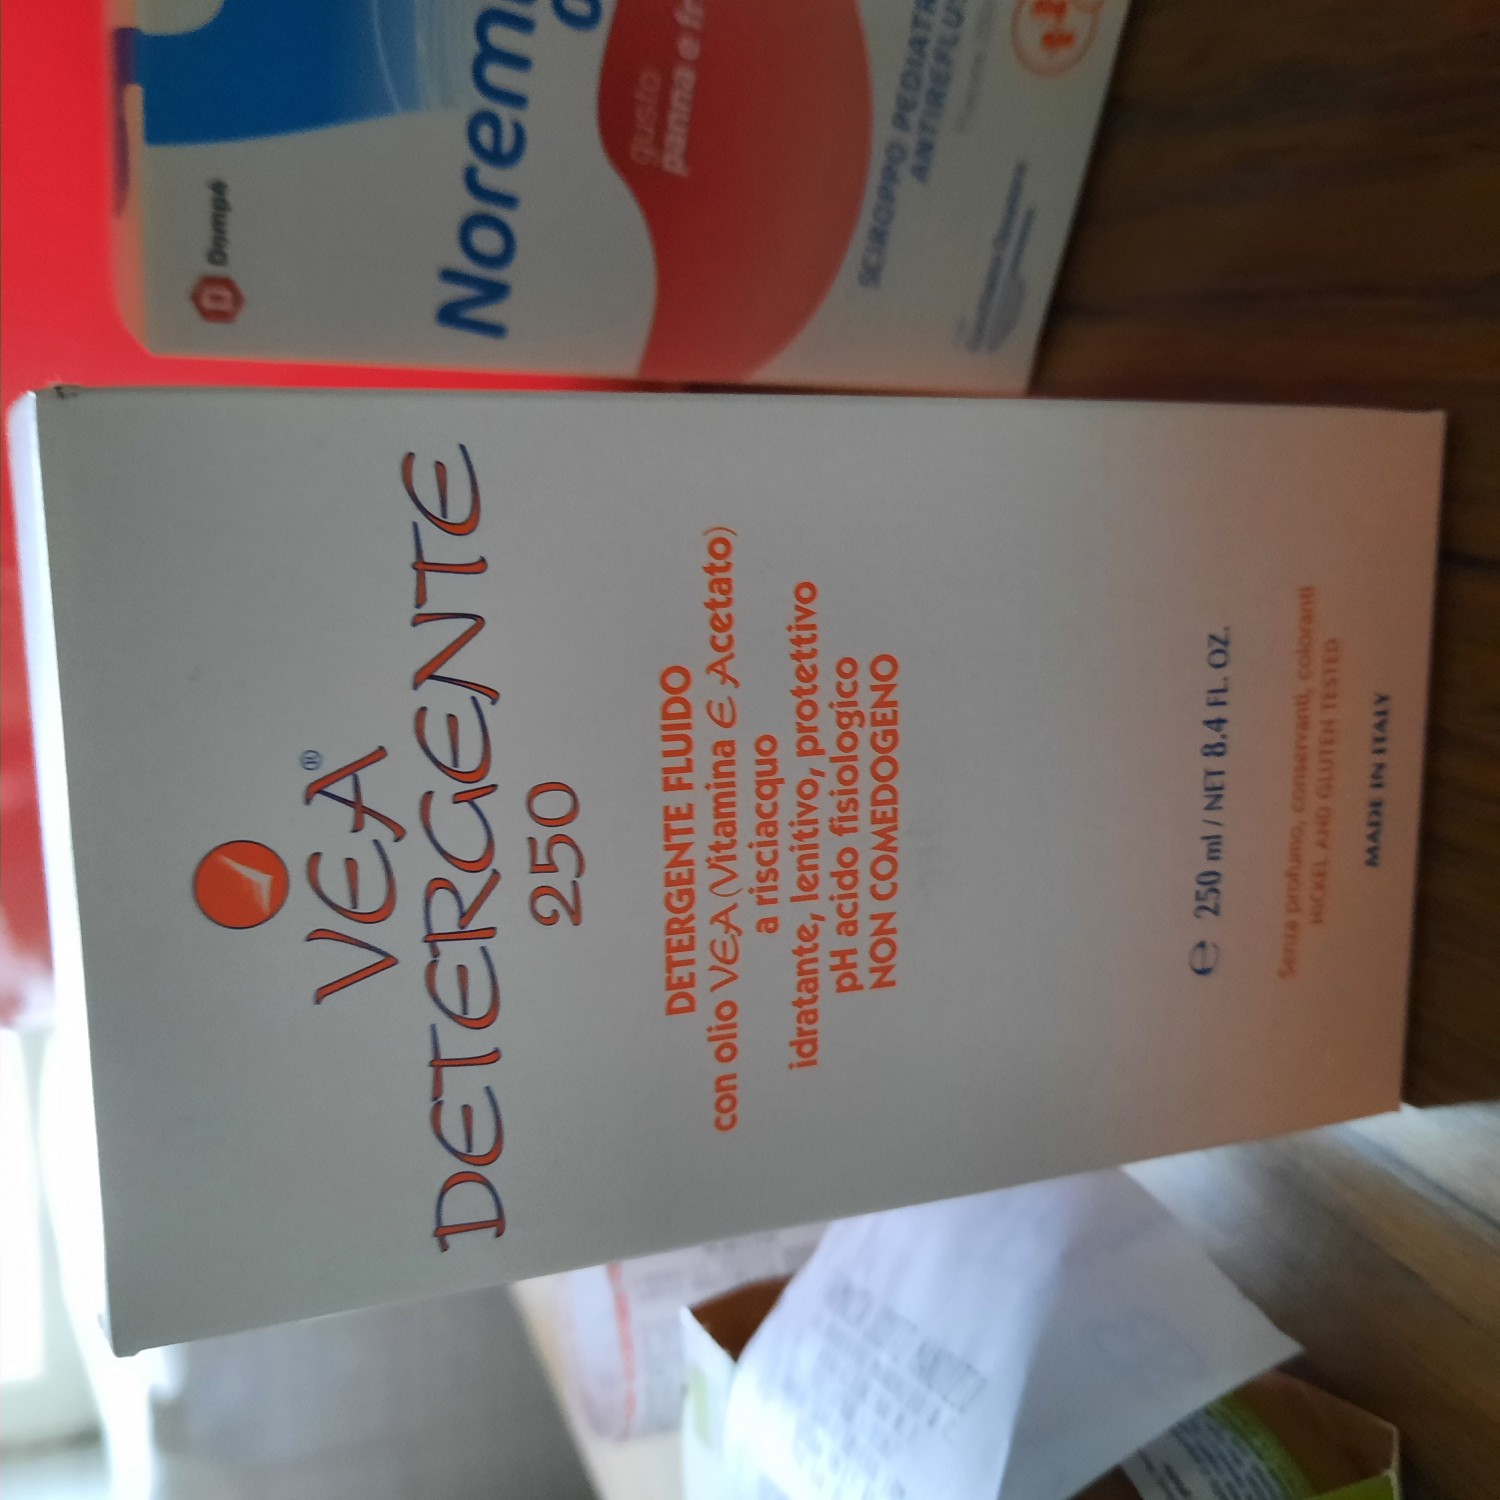 VEA®
DETERGENTE
250
DETERGENTE FLUIDO
con olio VEA (Vitamina E Acetato)
a risciacquo
idratante, lenitivo, protettivo
pH acido fisiologico
NON COMEDOGENO
e 250 ml / NET 8.4 FL. OZ.
Senza profumo, conservanti, coloranti
NICKEL AND GLUTEN TESTED
MADE IN ITALY
Dompé
Norem
gusto
panna e fr
SCIROPPO PEDIATR
ANTIREFLUS